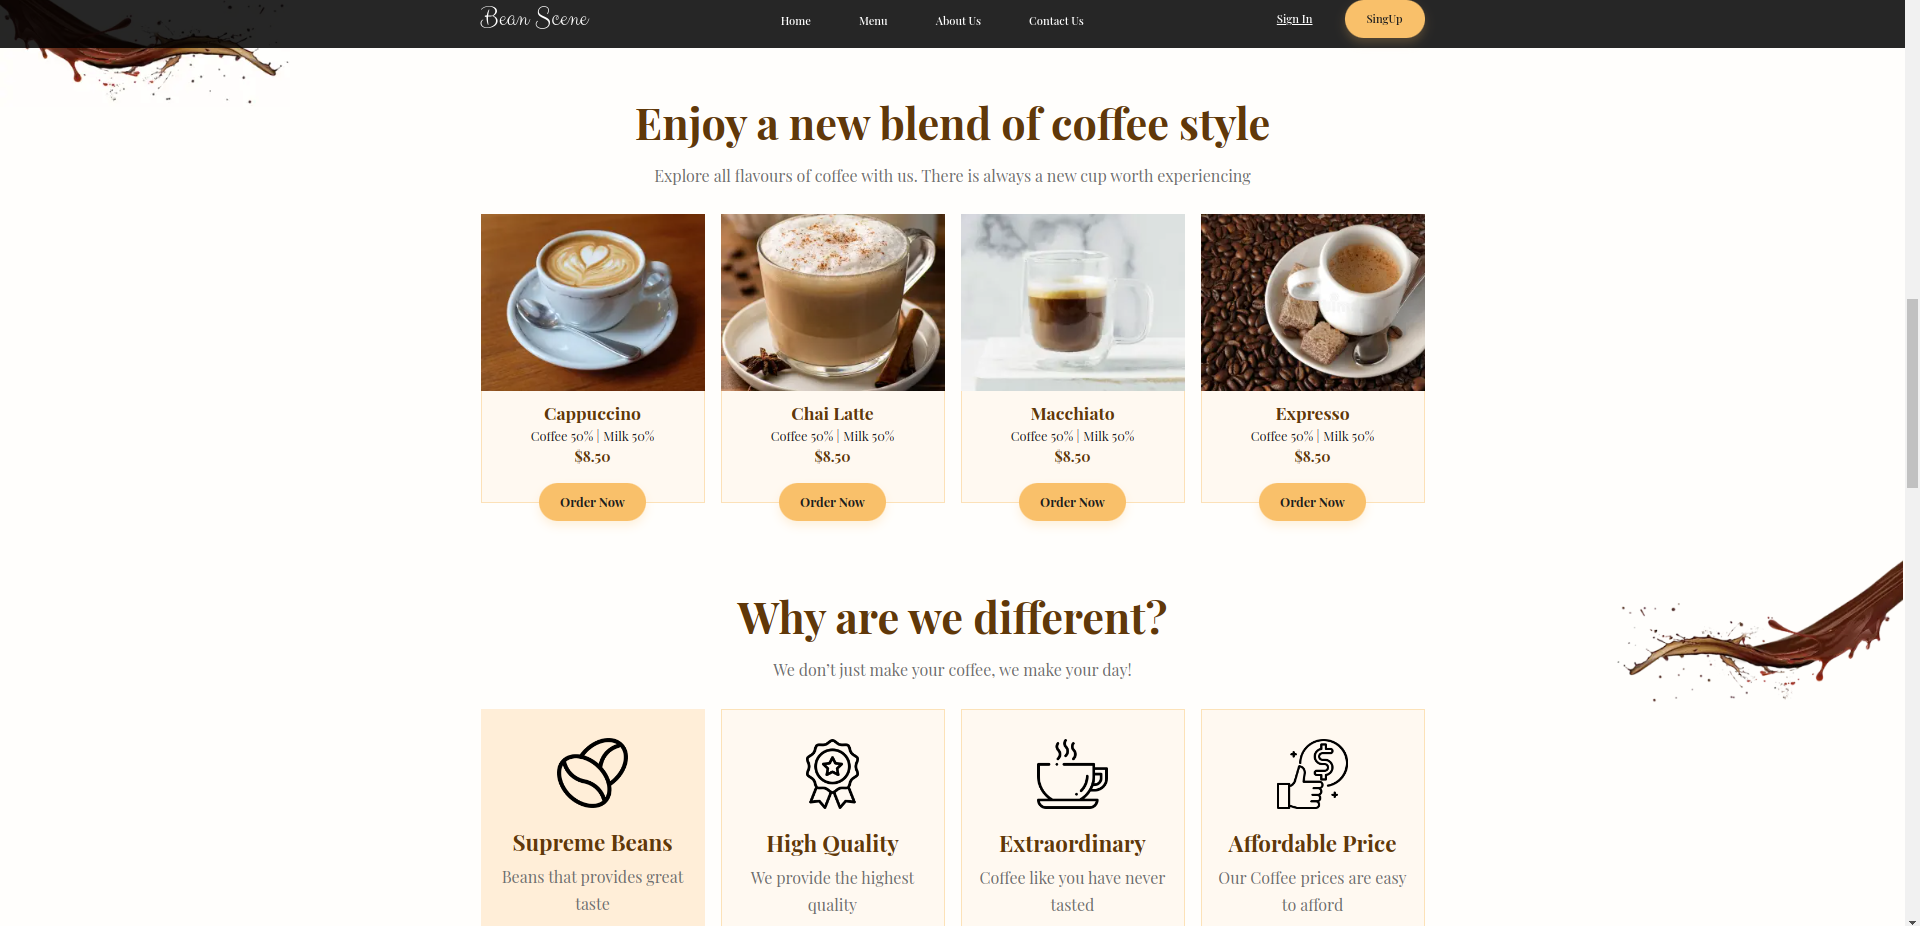 Bean Scene
Home Menu About Us Contact Us Sign In SingUp
Enjoy a new blend of coffee style
Explore all flavours of coffee with us. There is always a new cup worth experiencing
Cappuccino
Coffee 50% | Milk 50%
$8.50
Order Now
Chai Latte
Coffee 50% | Milk 50%
$8.50
Order Now
Macchiato
Coffee 50% | Milk 50%
$8.50
Order Now
Expresso
Coffee 50% | Milk 50%
$8.50
Order Now
Why are we different?
We don’t just make your coffee, we make your day!
Supreme Beans
Beans that provides great
taste
High Quality
We provide the highest
quality
Extraordinary
Coffee like you have never
tasted
Affordable Price
Our Coffee prices are easy
to afford